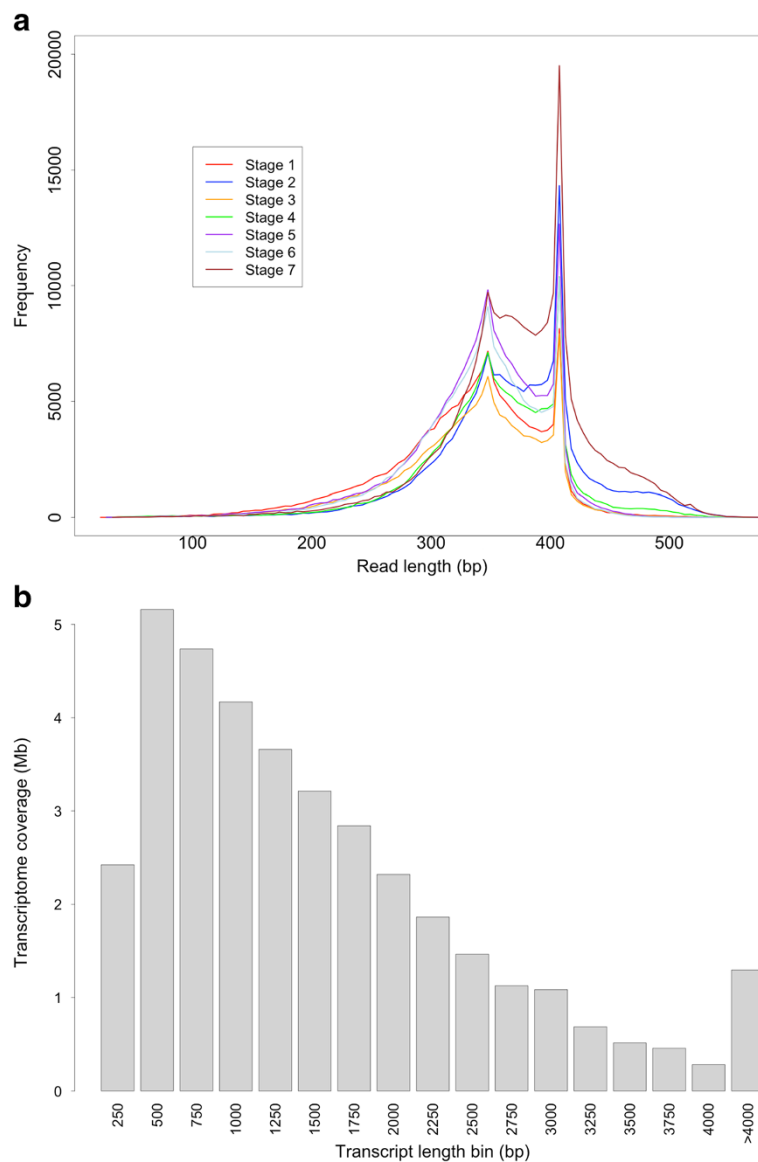 a
20000
15000
10000
5000
0
Frequency
Stage 1
Stage 2
Stage 3
Stage 4
Stage 5
Stage 6
Stage 7
100 200 300 400 500
Read length (bp)
b
5
4
3
2
1
0
Transcriptome coverage (Mb)
250 500 750 1000 1250 1500 1750 2000 2250 2500 2750 3000 3250 3500 3750 4000 >4000
Transcript length bin (bp)